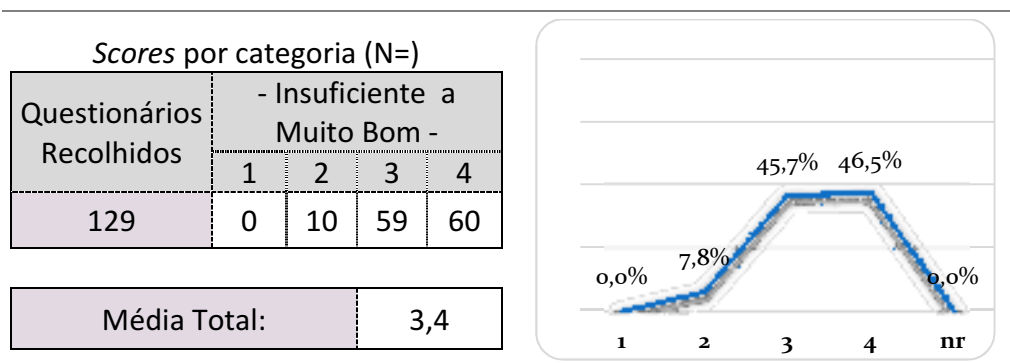 Scores por categoria (N=)
Questionários Recolhidos
- Insuficiente a
Muito Bom -
1 2 3 4
129 0 10 59 60
Média Total: 3,4
45,7% 46,5%
7,8%
0,0% 0,0%
1 2 3 4 nr